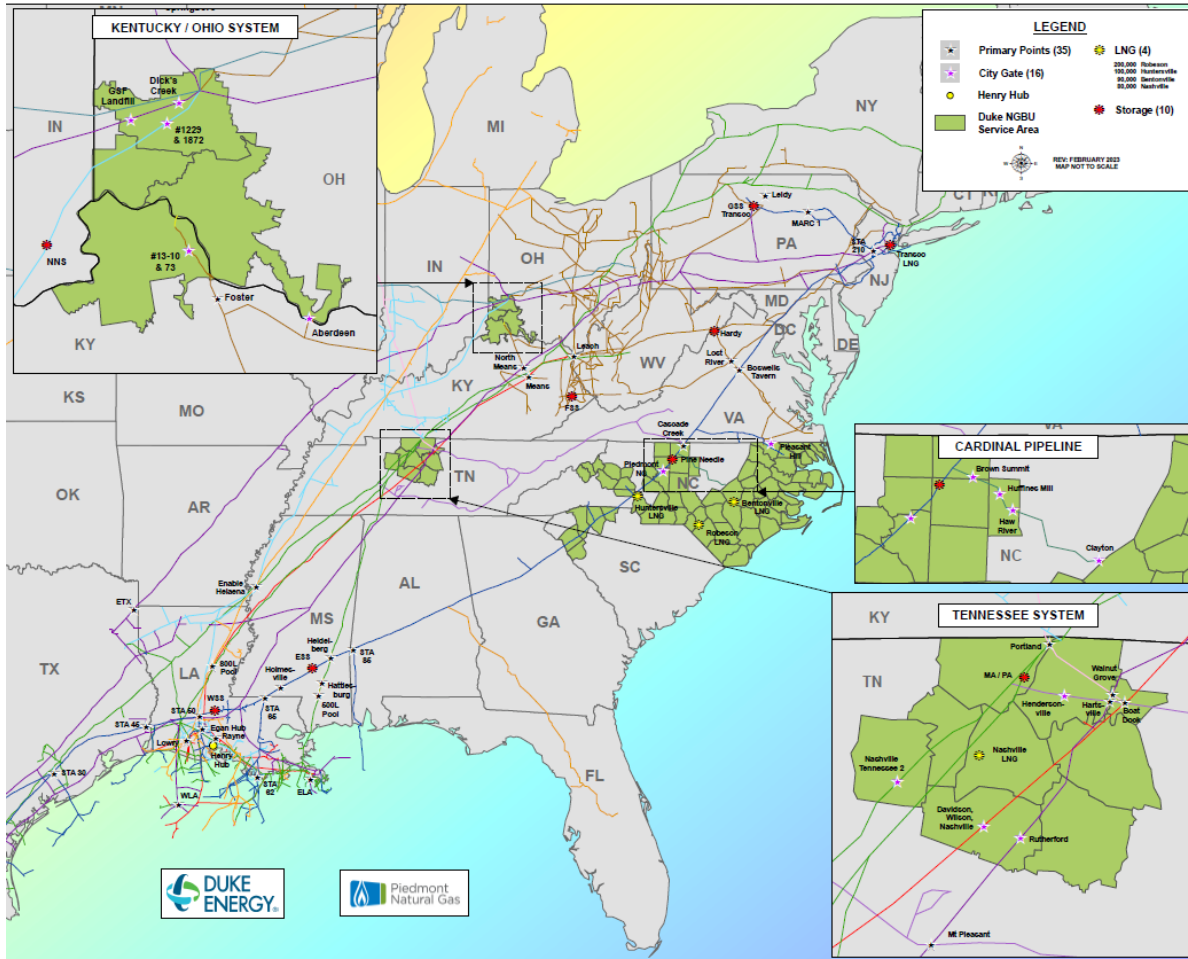 KENTUCKY / OHIO SYSTEM
Dick's
Creek
GSF
Landfill
#1229
& 1872
IN
OH
NNS
#13-10
& 73
Foster
Aberdeen
KY
LEGEND
Primary Points (35)
City Gate (16)
Henry Hub
Duke NGBU
Service Area
LNG (4)
200,000 Robeson
100,000 Huntersville
90,000 Bentonville
Nashville
Storage (10)
REV: FEBRUARY 2023
MAP NOT TO SCALE
MI
NY
CT
Leidy
GSS
Transco
MARC 1
PA
STA
210
Transco
LNG
NJ
IN
OH
MD
DC
DE
Hardy
Lost
River
Boswells
Tavern
WV
Leach
North
Means
Means
KY
FSS
VA
KS
MO
Cascade
Creek
Pine Needle
Pleasant
Hill
Piedmont
NG
NC
Huntersville
LNG
Bentonville
LNG
Robeson
LNG
TN
OK
AR
SC
AL
GA
MS
Enable
Helaena
ETX
TX
LA
800L
Pool
Heidel-
berg
ESS
STA
85
Holmes-
ville
Hatties-
burg
500L
Pool
WSS
STA 50
STA
65
STA 45
Egan Hub
Rayne
Lowry
Henry
Hub
STA 30
WLA
STA
62
ELA
FL
CARDINAL PIPELINE
VA
Brown Summit
Huffines Mill
Haw
River
NC
Clayton
TENNESSEE SYSTEM
KY
Portland
TN
MA / PA
Walnut
Grove
Henderson-
ville
Harts-
ville
Boat
Dock
Nashville
LNG
Nashville
Tennessee 2
Davidson,
Wilson,
Nashville
Rutherford
Mt Pleasant
DUKE
ENERGY®
Piedmont
Natural Gas